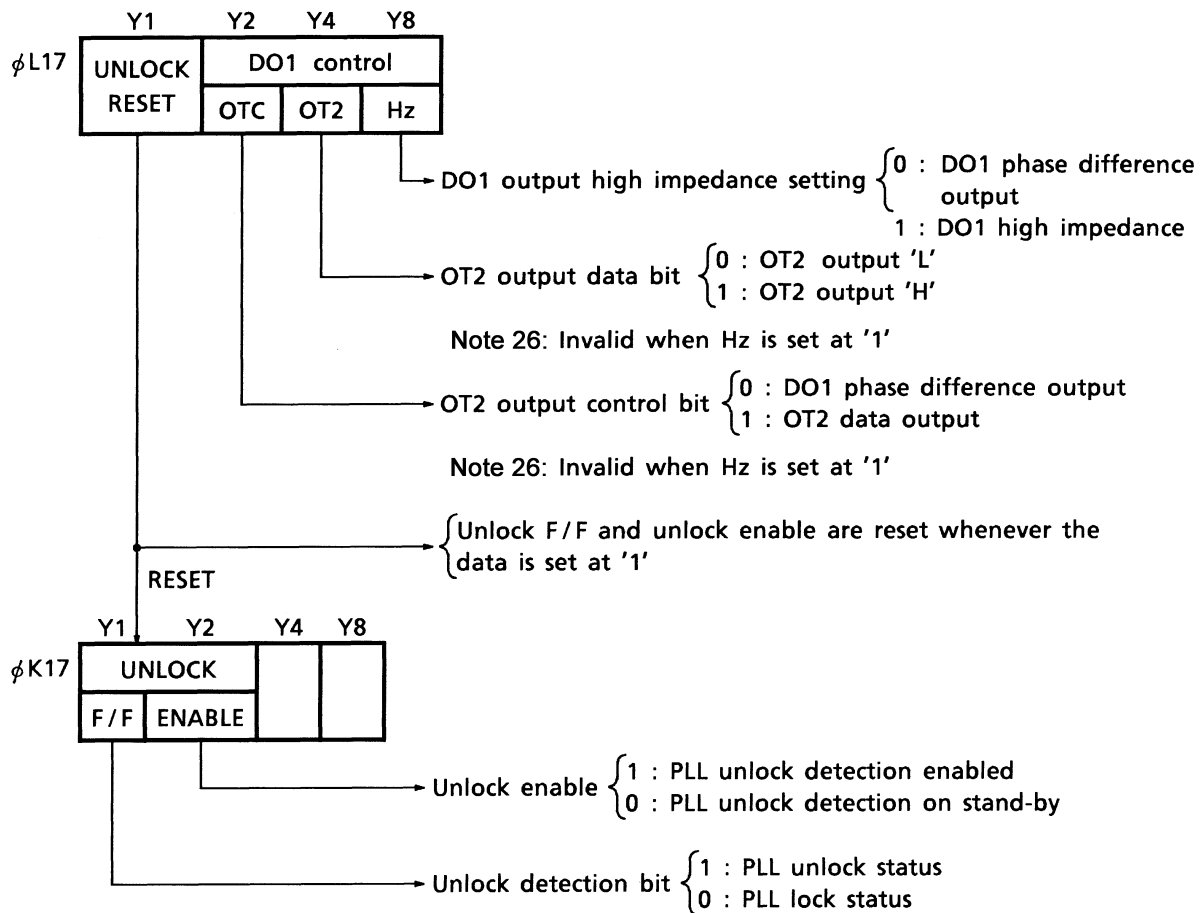 Y1 Y2 Y4 Y8
ϕL17
UNLOCK RESET
DO1 control
OTC OT2 Hz
DO1 output high impedance setting
0 : DO1 phase difference output
1 : DO1 high impedance
OT2 output data bit
0 : OT2 output 'L'
1 : OT2 output 'H'
Note 26: Invalid when Hz is set at '1'
OT2 output control bit
0 : DO1 phase difference output
1 : OT2 data output
Note 26: Invalid when Hz is set at '1'
Unlock F/F and unlock enable are reset whenever the
data is set at '1'
RESET
Y1 Y2 Y4 Y8
ϕK17
UNLOCK
F/F ENABLE
Unlock enable
1 : PLL unlock detection enabled
0 : PLL unlock detection on stand-by
Unlock detection bit
1 : PLL unlock status
0 : PLL lock status